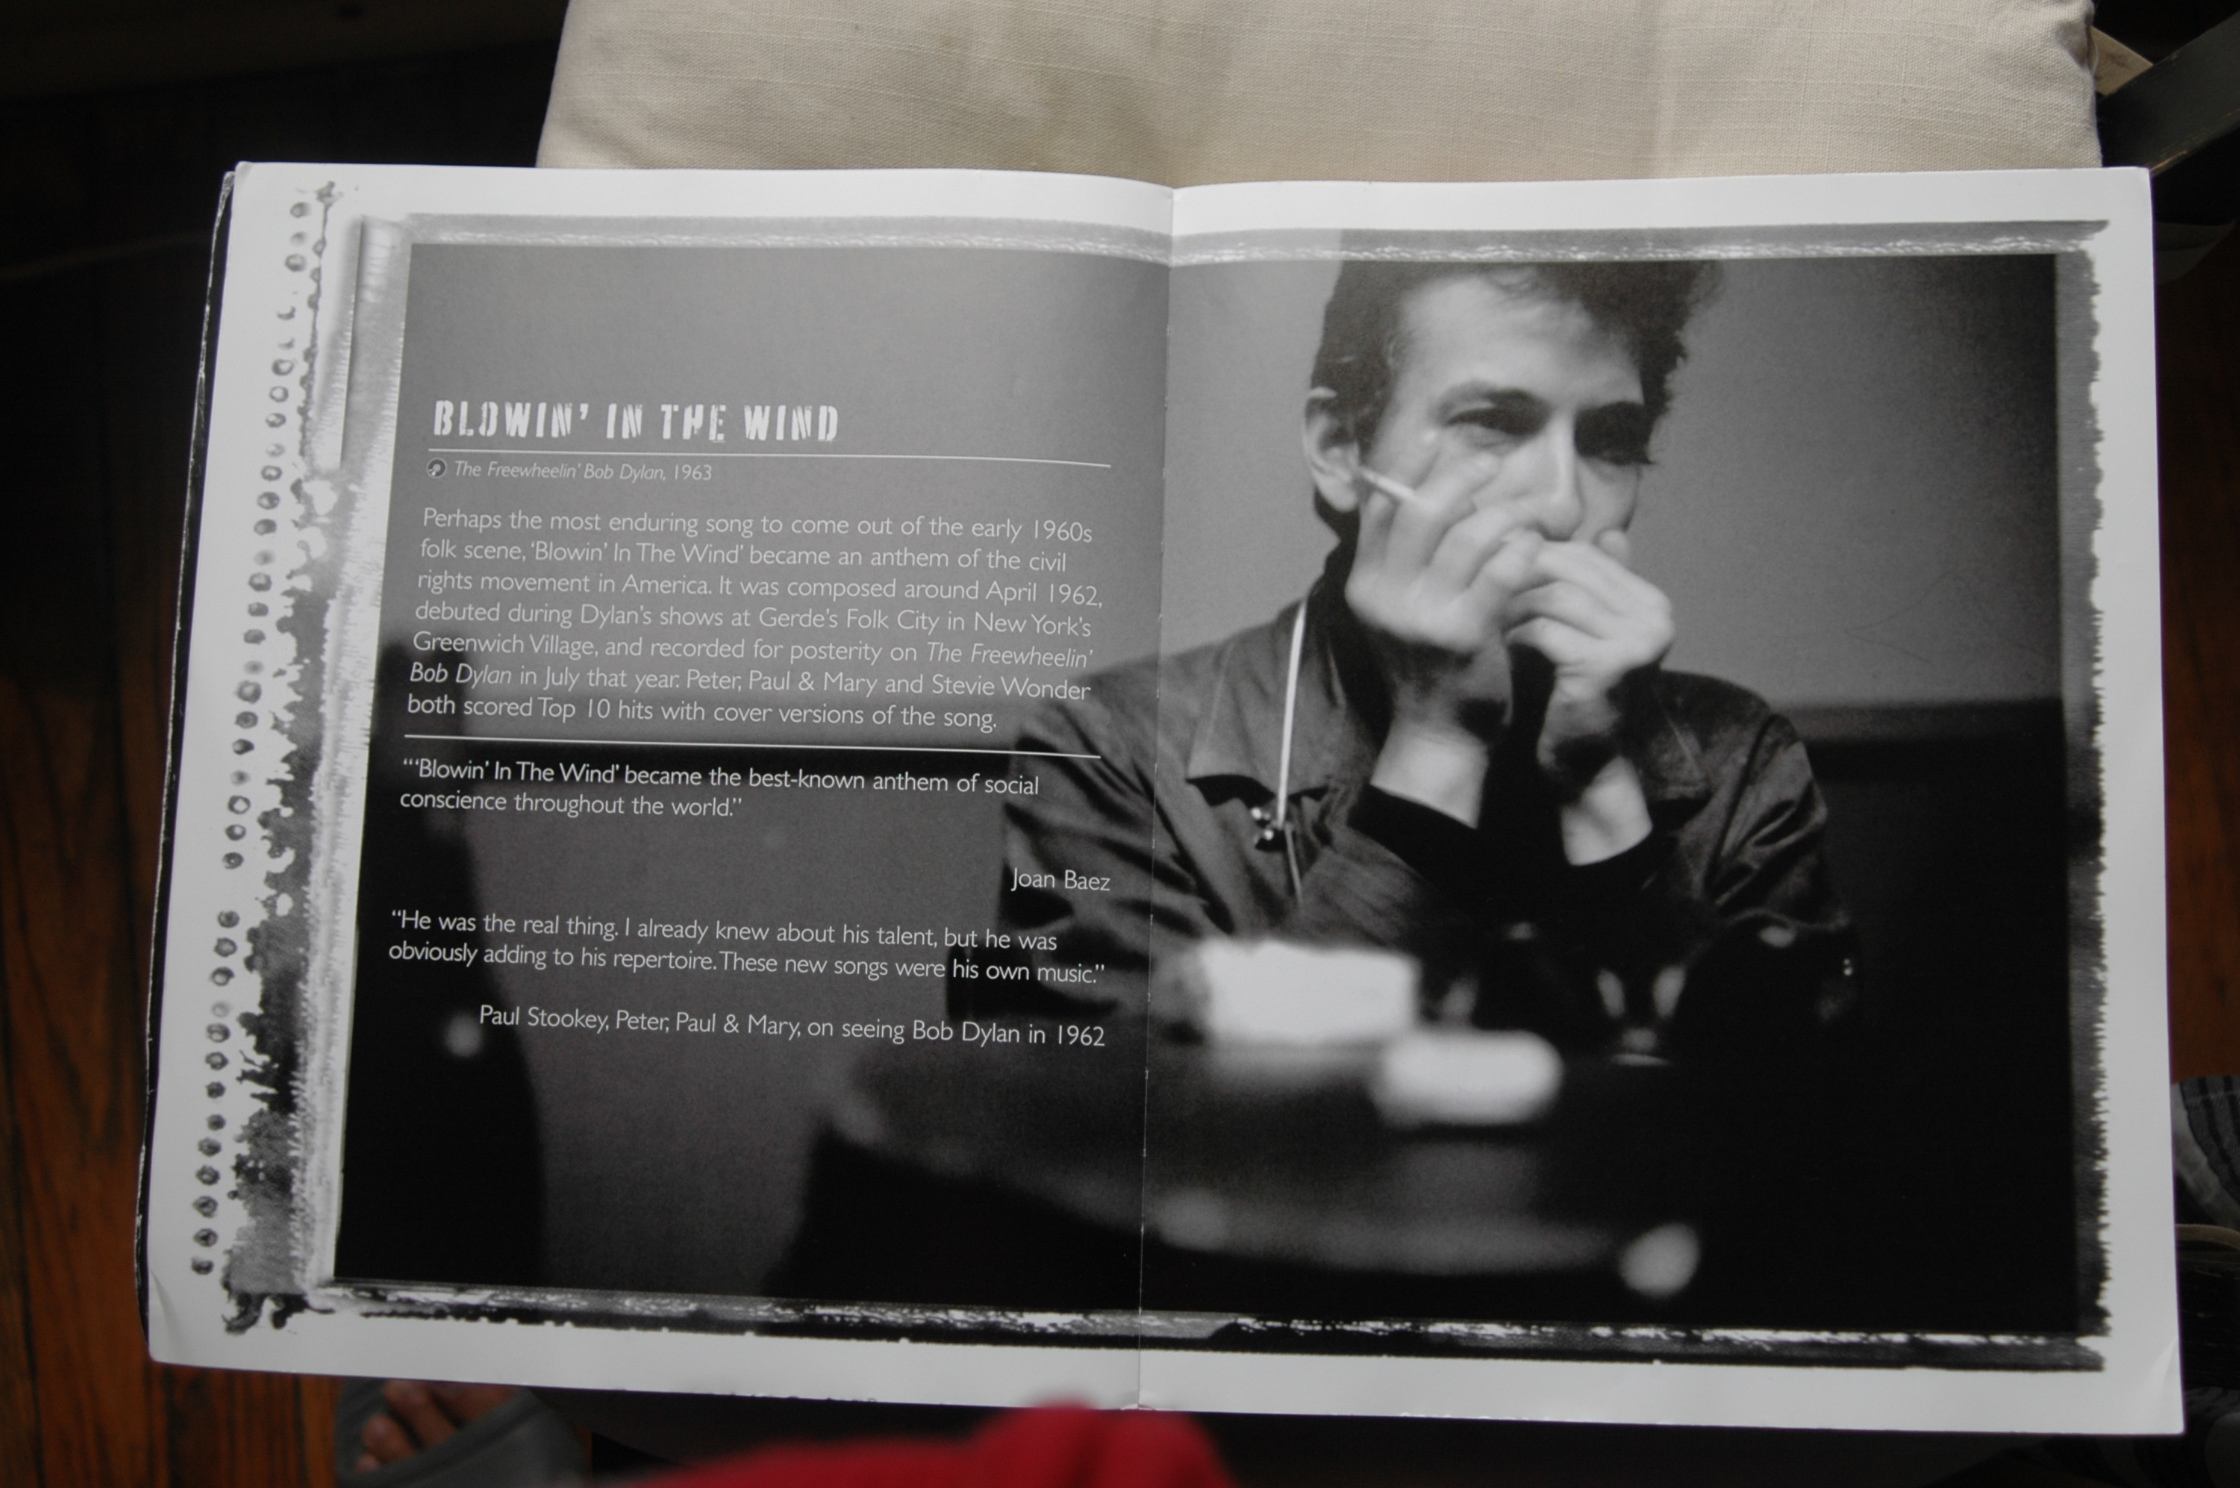 BLOWIN' IN THE WIND
The Freewheelin' Bob Dylan, 1963
Perhaps the most enduring song to come out of the early 1960s
folk scene, 'Blowin' In The Wind' became an anthem of the civil
rights movement in America. It was composed around April 1962,
debuted during Dylan's shows at Gerde's Folk City in New York's
Greenwich Village, and recorded for posterity on The Freewheelin'
Bob Dylan in July that year. Peter, Paul & Mary and Stevie Wonder
both scored Top 10 hits with cover versions of the song.
"'Blowin' In The Wind' became the best-known anthem of social
conscience throughout the world."
Joan Baez
"He was the real thing. I already knew about his talent, but he was
obviously adding to his repertoire. These new songs were his own music."
Paul Stookey, Peter, Paul & Mary, on seeing Bob Dylan in 1962